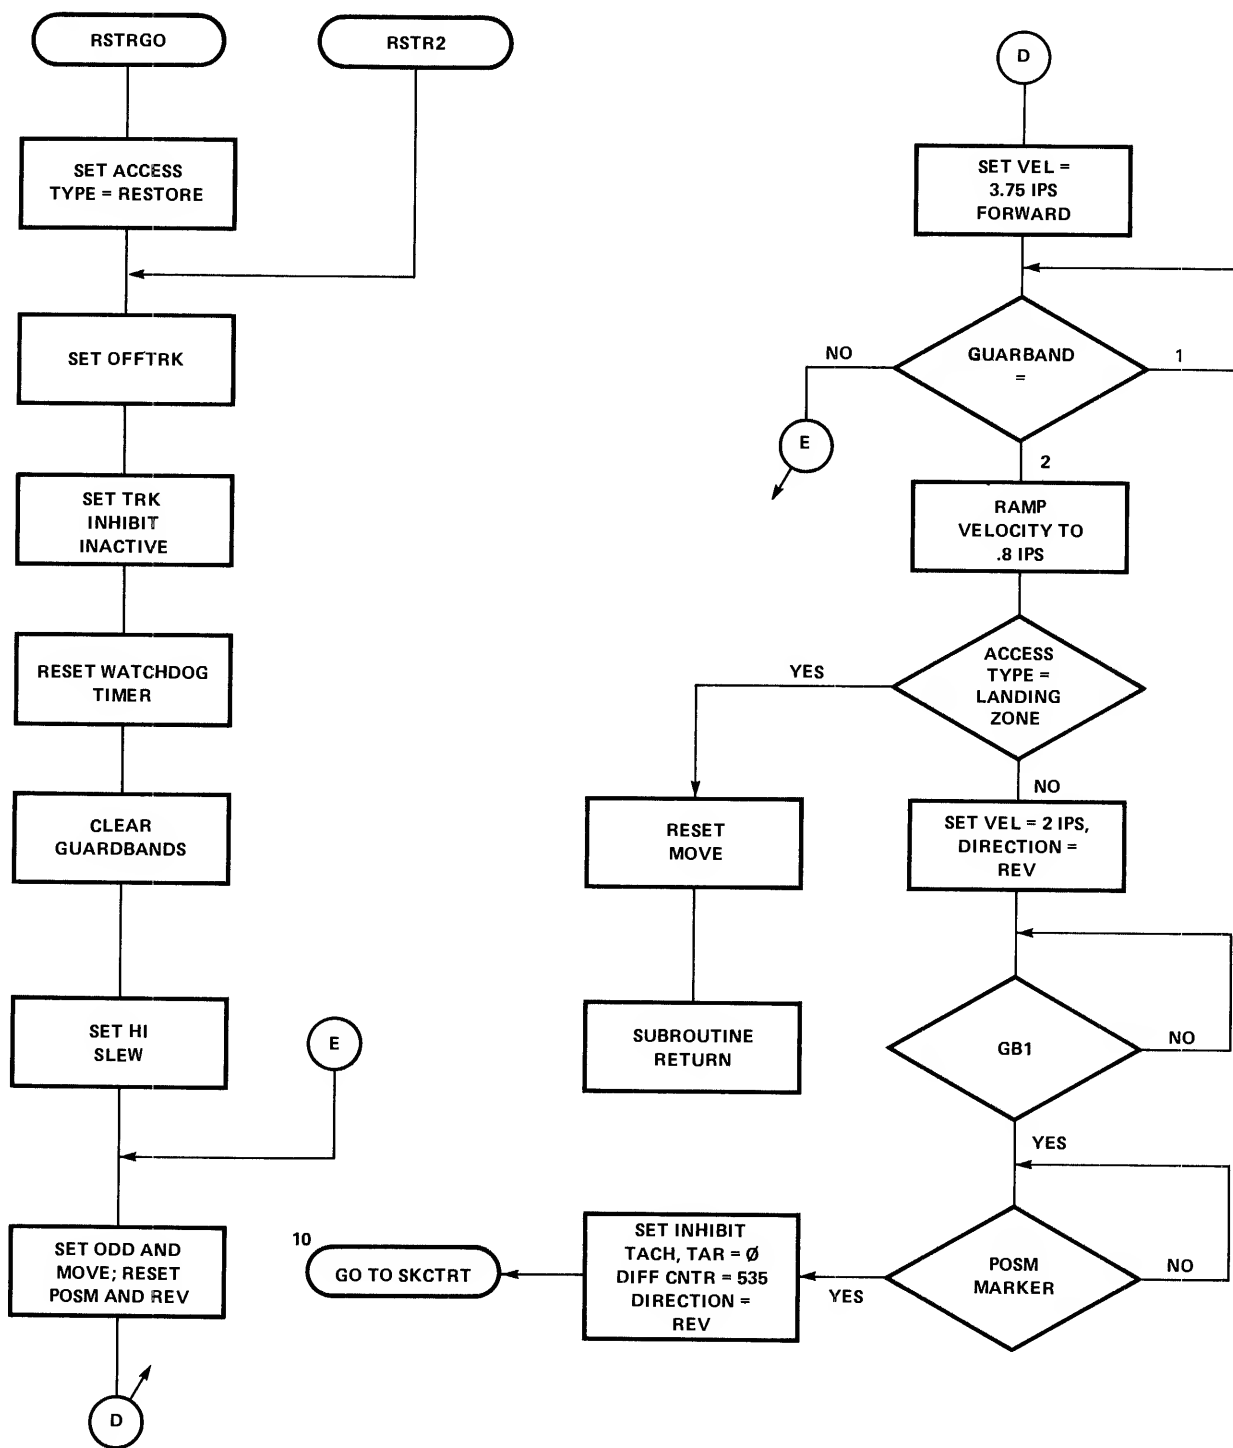 RSTRGO
RSTR2
SET ACCESS
TYPE = RESTORE
SET OFFTRK
SET TRK
INHIBIT
INACTIVE
RESET WATCHDOG
TIMER
CLEAR
GUARDBANDS
SET HI
SLEW
E
SET ODD AND
MOVE; RESET
POSM AND REV
D
D
SET VEL =
3.75 IPS
FORWARD
GUARBAND
=
NO
1
E
2
RAMP
VELOCITY TO
.8 IPS
ACCESS
TYPE =
LANDING
ZONE
YES
NO
RESET
MOVE
SUBROUTINE
RETURN
SET VEL = 2 IPS,
DIRECTION =
REV
GB1
NO
YES
POSM
MARKER
NO
YES
SET INHIBIT
TACH, TAR = Ø
DIFF CNTR = 535
DIRECTION =
REV
10
GO TO SKCTRT